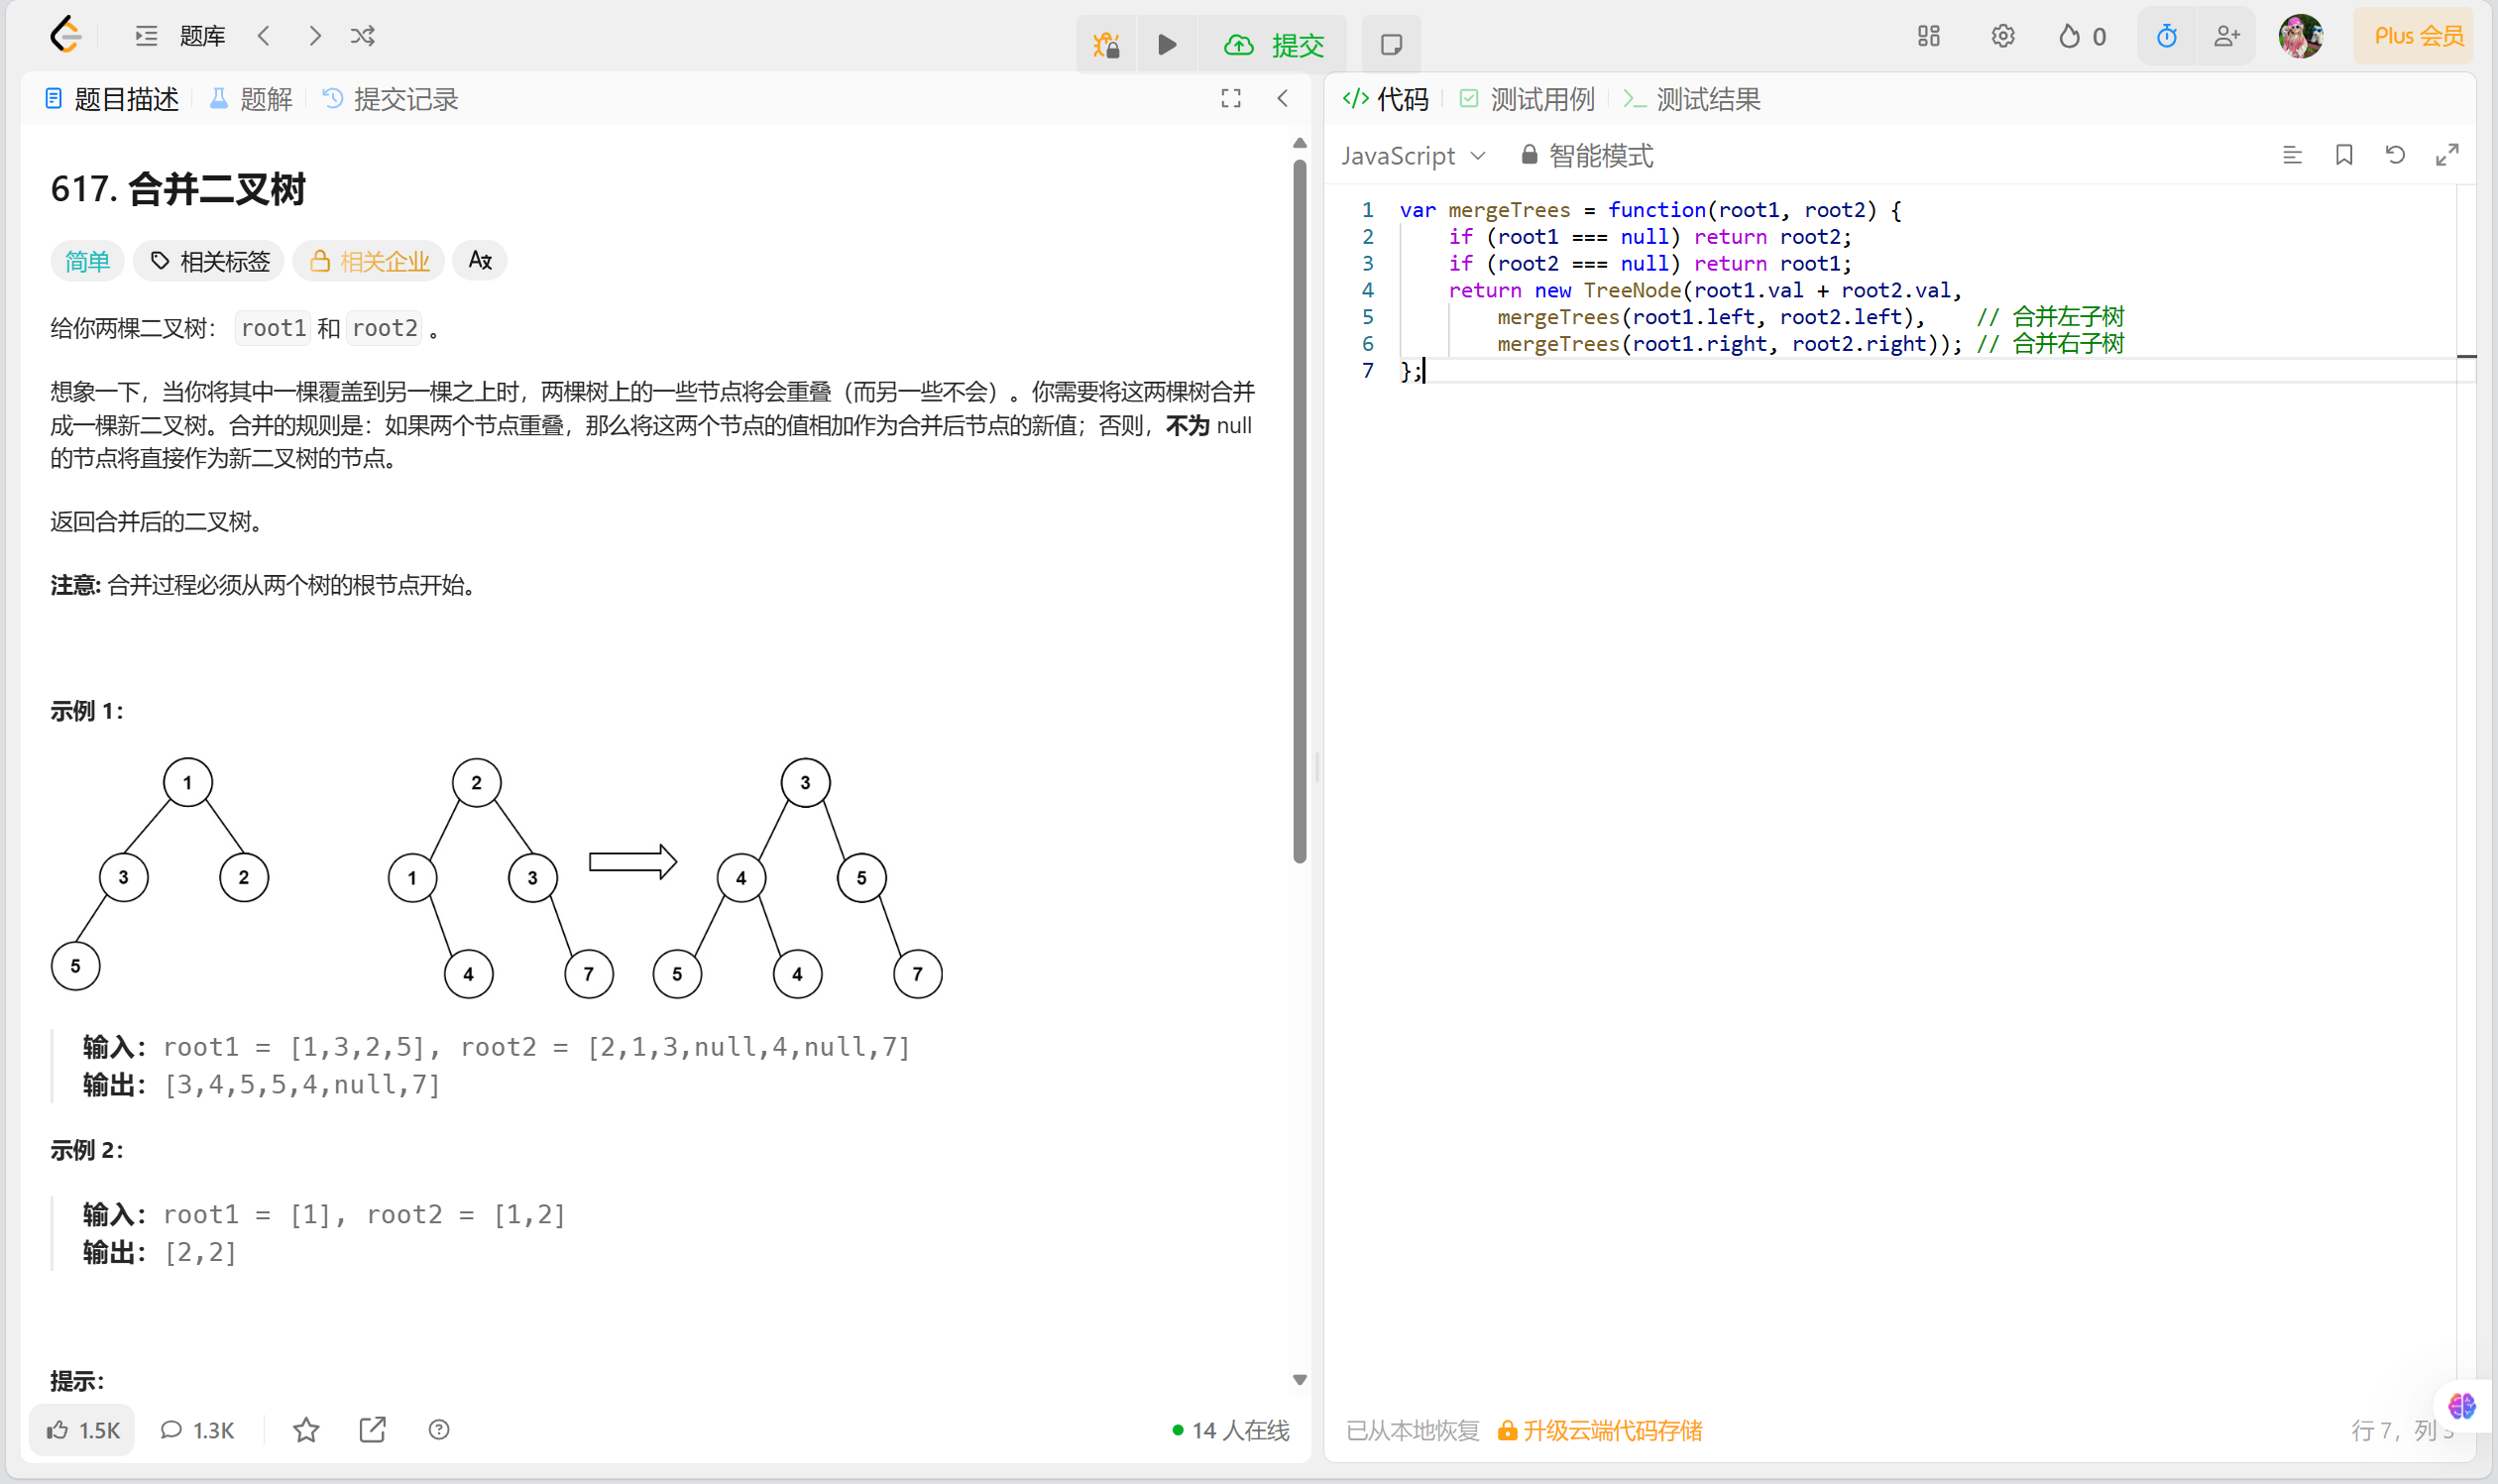 题库
提交
0
Plus 会员
题目描述
题解
提交记录
617. 合并二叉树
简单
相关标签
相关企业
给你两棵二叉树： root1 和 root2 。
想象一下，当你将其中一棵覆盖到另一棵之上时，两棵树上的一些节点将会重叠（而另一些不会）。你需要将这两棵树合并
成一棵新二叉树。合并的规则是：如果两个节点重叠，那么将这两个节点的值相加作为合并后节点的新值；否则，不为 null
的节点将直接作为新二叉树的节点。
返回合并后的二叉树。
注意: 合并过程必须从两个树的根节点开始。
示例 1：
1 2 3
3 2 1 3 4 5
5 4 7 5 4 7
输入：root1 = [1,3,2,5], root2 = [2,1,3,null,4,null,7]
输出：[3,4,5,5,4,null,7]
示例 2：
输入：root1 = [1], root2 = [1,2]
输出：[2,2]
提示：
1.5K
1.3K
14 人在线
代码
测试用例
测试结果
JavaScript
智能模式
1 var mergeTrees = function(root1, root2) {
2 if (root1 === null) return root2;
3 if (root2 === null) return root1;
4 return new TreeNode(root1.val + root2.val,
5 mergeTrees(root1.left, root2.left), // 合并左子树
6 mergeTrees(root1.right, root2.right)); // 合并右子树
7 };
已从本地恢复
升级云端代码存储
行 7，列 3